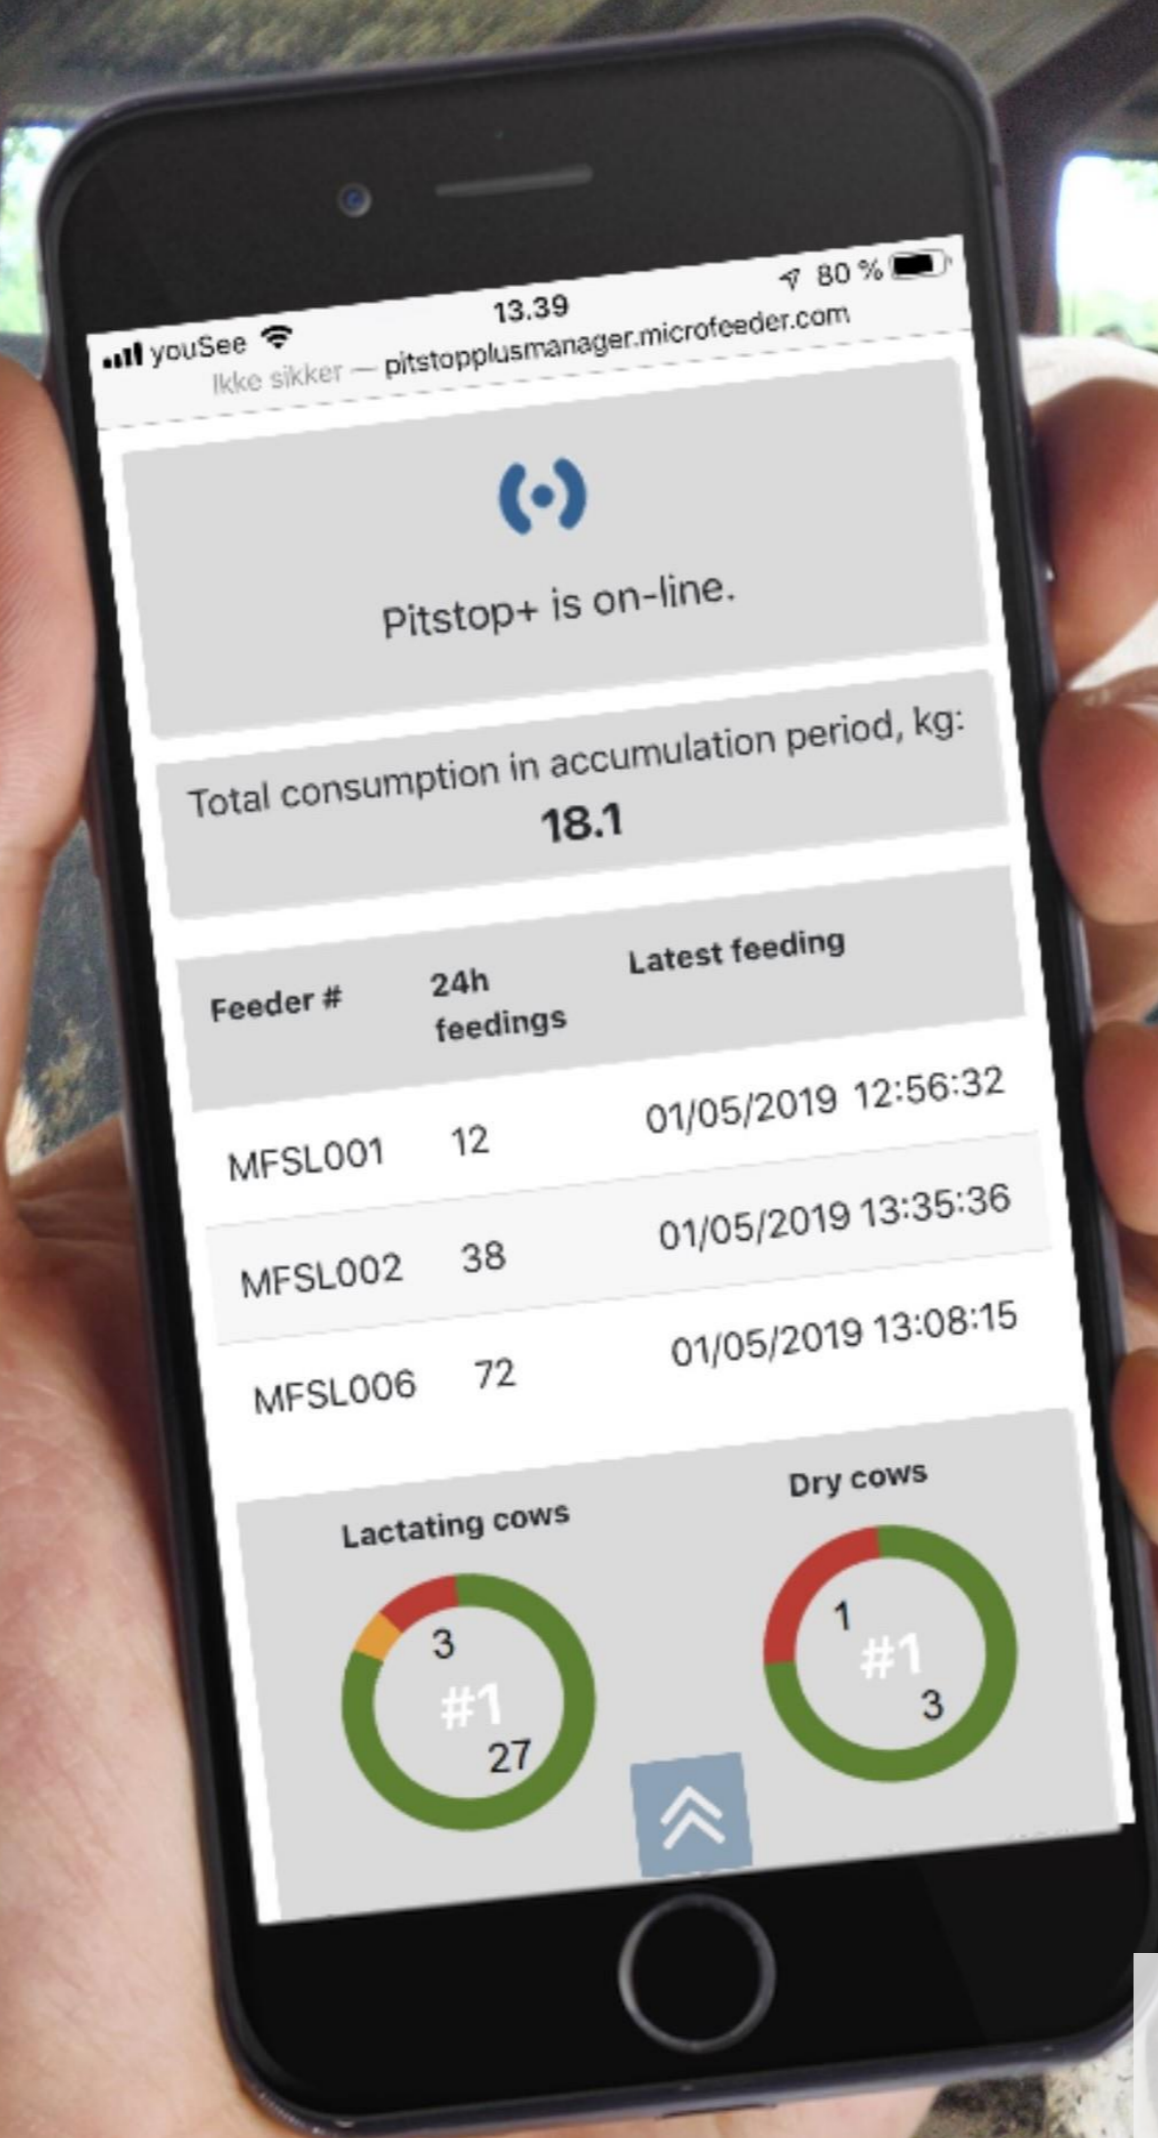 youSee 13.39 80 %
Ikke sikker — pitstopplusmanager.microfeeder.com
Pitstop+ is on-line.
Total consumption in accumulation period, kg:
18.1
Feeder # 24h feedings Latest feeding
MFSL001 12 01/05/2019 12:56:32
MFSL002 38 01/05/2019 13:35:36
MFSL006 72 01/05/2019 13:08:15
Lactating cows Dry cows
3 1
#1 #1
27 3